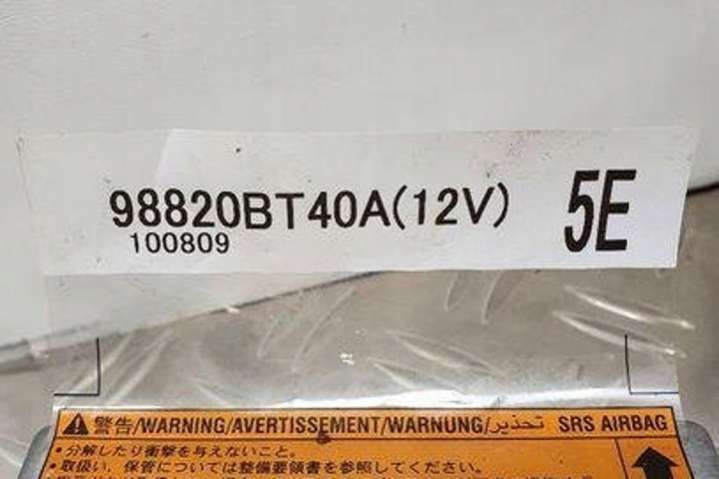 98820BT40A(12V) 5E
100809
警告/WARNING/AVERTISSEMENT/WARNUNG/تحذير SRS AIRBAG
・分解したり衝撃を与えないこと。
・取扱い、保管については整備要領書を参照してください。